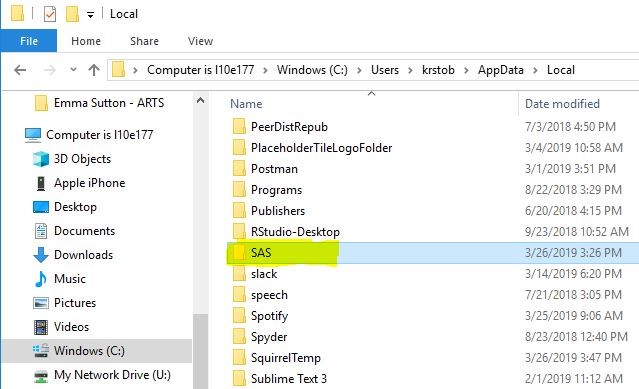 Local
File
Home
Share
View
Computer is l10e177 > Windows (C:) > Users > krstob > AppData > Local
Emma Sutton - ARTS
Computer is l10e177
3D Objects
Apple iPhone
Desktop
Documents
Downloads
Music
Pictures
Videos
Windows (C:)
My Network Drive (U:)
Name Date modified
PeerDistRepub 7/3/2018 4:50 PM
PlaceholderTileLogoFolder 3/4/2019 10:58 AM
Postman 3/1/2019 3:51 PM
Programs 8/22/2018 3:29 PM
Publishers 6/20/2018 4:15 PM
RStudio-Desktop 9/23/2018 10:52 AM
SAS 3/26/2019 3:26 PM
slack 3/14/2019 6:20 PM
speech 7/21/2018 3:05 PM
Spotify 3/25/2019 9:06 AM
Spyder 8/23/2018 12:40 PM
SquirrelTemp 3/26/2019 3:47 PM
Sublime Text 3 2/1/2019 11:12 AM